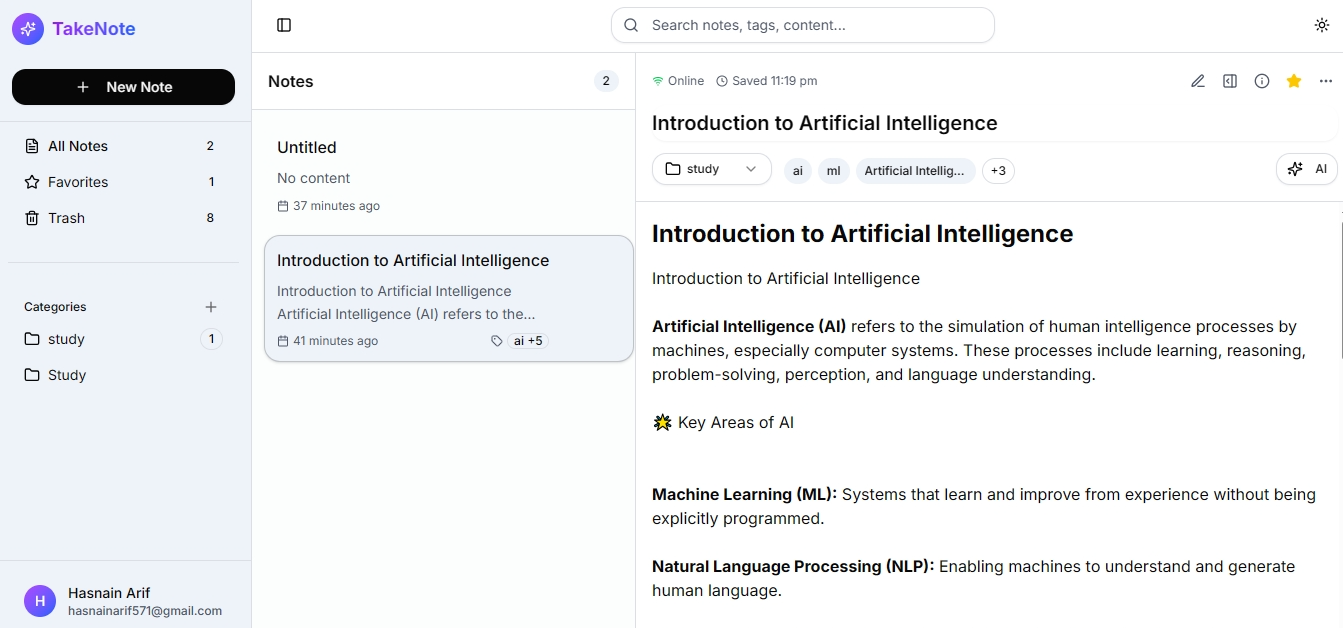 TakeNote
Search notes, tags, content...
New Note
All Notes 2
Favorites 1
Trash 8
Categories
study 1
Study
H
Hasnain Arif
hasnainarif571@gmail.com
Notes 2
Untitled
No content
37 minutes ago
Introduction to Artificial Intelligence
Introduction to Artificial Intelligence
Artificial Intelligence (AI) refers to the...
41 minutes ago ai +5
Online Saved 11:19 pm
Introduction to Artificial Intelligence
study ai ml Artificial Intellig... +3 AI
Introduction to Artificial Intelligence
Introduction to Artificial Intelligence
Artificial Intelligence (AI) refers to the simulation of human intelligence processes by
machines, especially computer systems. These processes include learning, reasoning,
problem-solving, perception, and language understanding.
🌟 Key Areas of AI
Machine Learning (ML): Systems that learn and improve from experience without being
explicitly programmed.
Natural Language Processing (NLP): Enabling machines to understand and generate
human language.